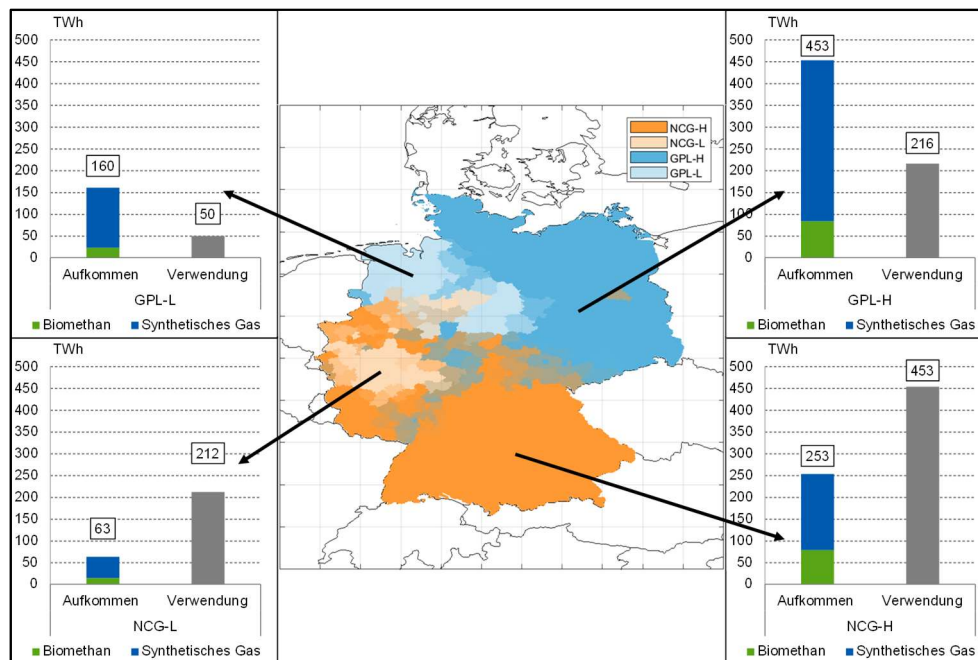 TWh
500
450
400
350
300
250
200
150
100
50
0
160
50
Aufkommen Verwendung
GPL-L
Biomethan Synthetisches Gas
NCG-H
NCG-L
GPL-H
GPL-L
TWh
500
450
400
350
300
250
200
150
100
50
0
453
216
Aufkommen Verwendung
GPL-H
Biomethan Synthetisches Gas
TWh
500
450
400
350
300
250
200
150
100
50
0
63
212
Aufkommen Verwendung
NCG-L
Biomethan Synthetisches Gas
TWh
500
450
400
350
300
250
200
150
100
50
0
253
453
Aufkommen Verwendung
NCG-H
Biomethan Synthetisches Gas